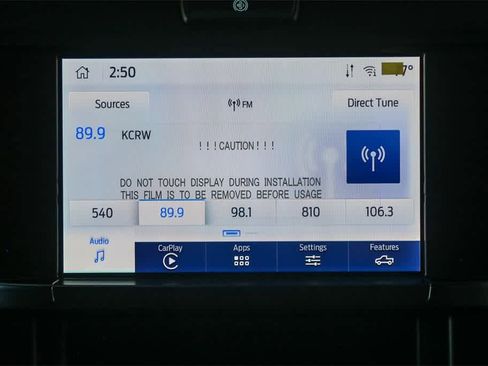 2:50
7°
Sources
FM
Direct Tune
89.9 KCRW
!!!CAUTION!!!
DO NOT TOUCH DISPLAY DURING INSTALLATION
THIS FILM IS TO BE REMOVED BEFORE USAGE
540 89.9 98.1 810 106.3
Audio CarPlay Apps Settings Features